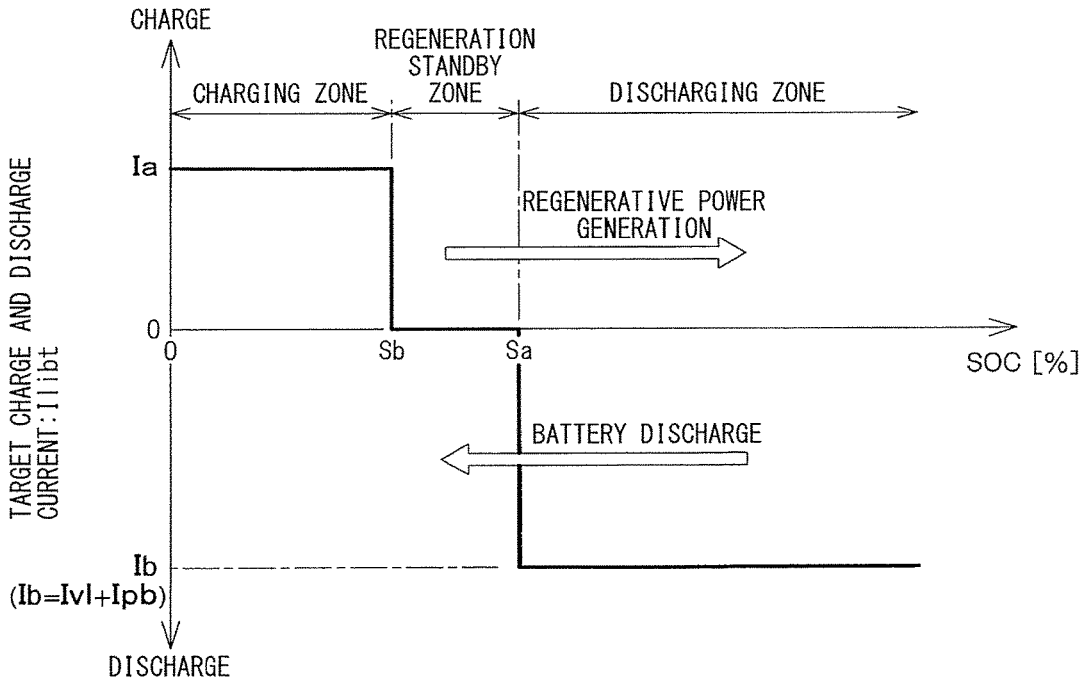 CHARGE
REGENERATION
STANDBY
ZONE
CHARGING ZONE
DISCHARGING ZONE
Ia
REGENERATIVE POWER
GENERATION
0
0
Sb
Sa
SOC [%]
TARGET CHARGE AND DISCHARGE
CURRENT:Ilibt
BATTERY DISCHARGE
Ib
(Ib=Ivl+Ipb)
DISCHARGE